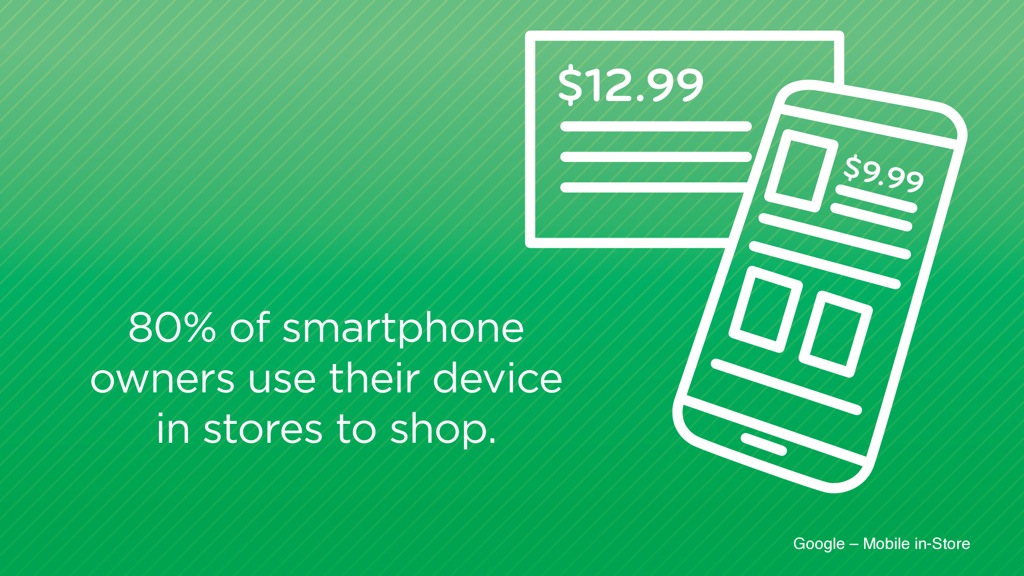 $12.99
$9.99
80% of smartphone
owners use their device
in stores to shop.
Google – Mobile in-Store